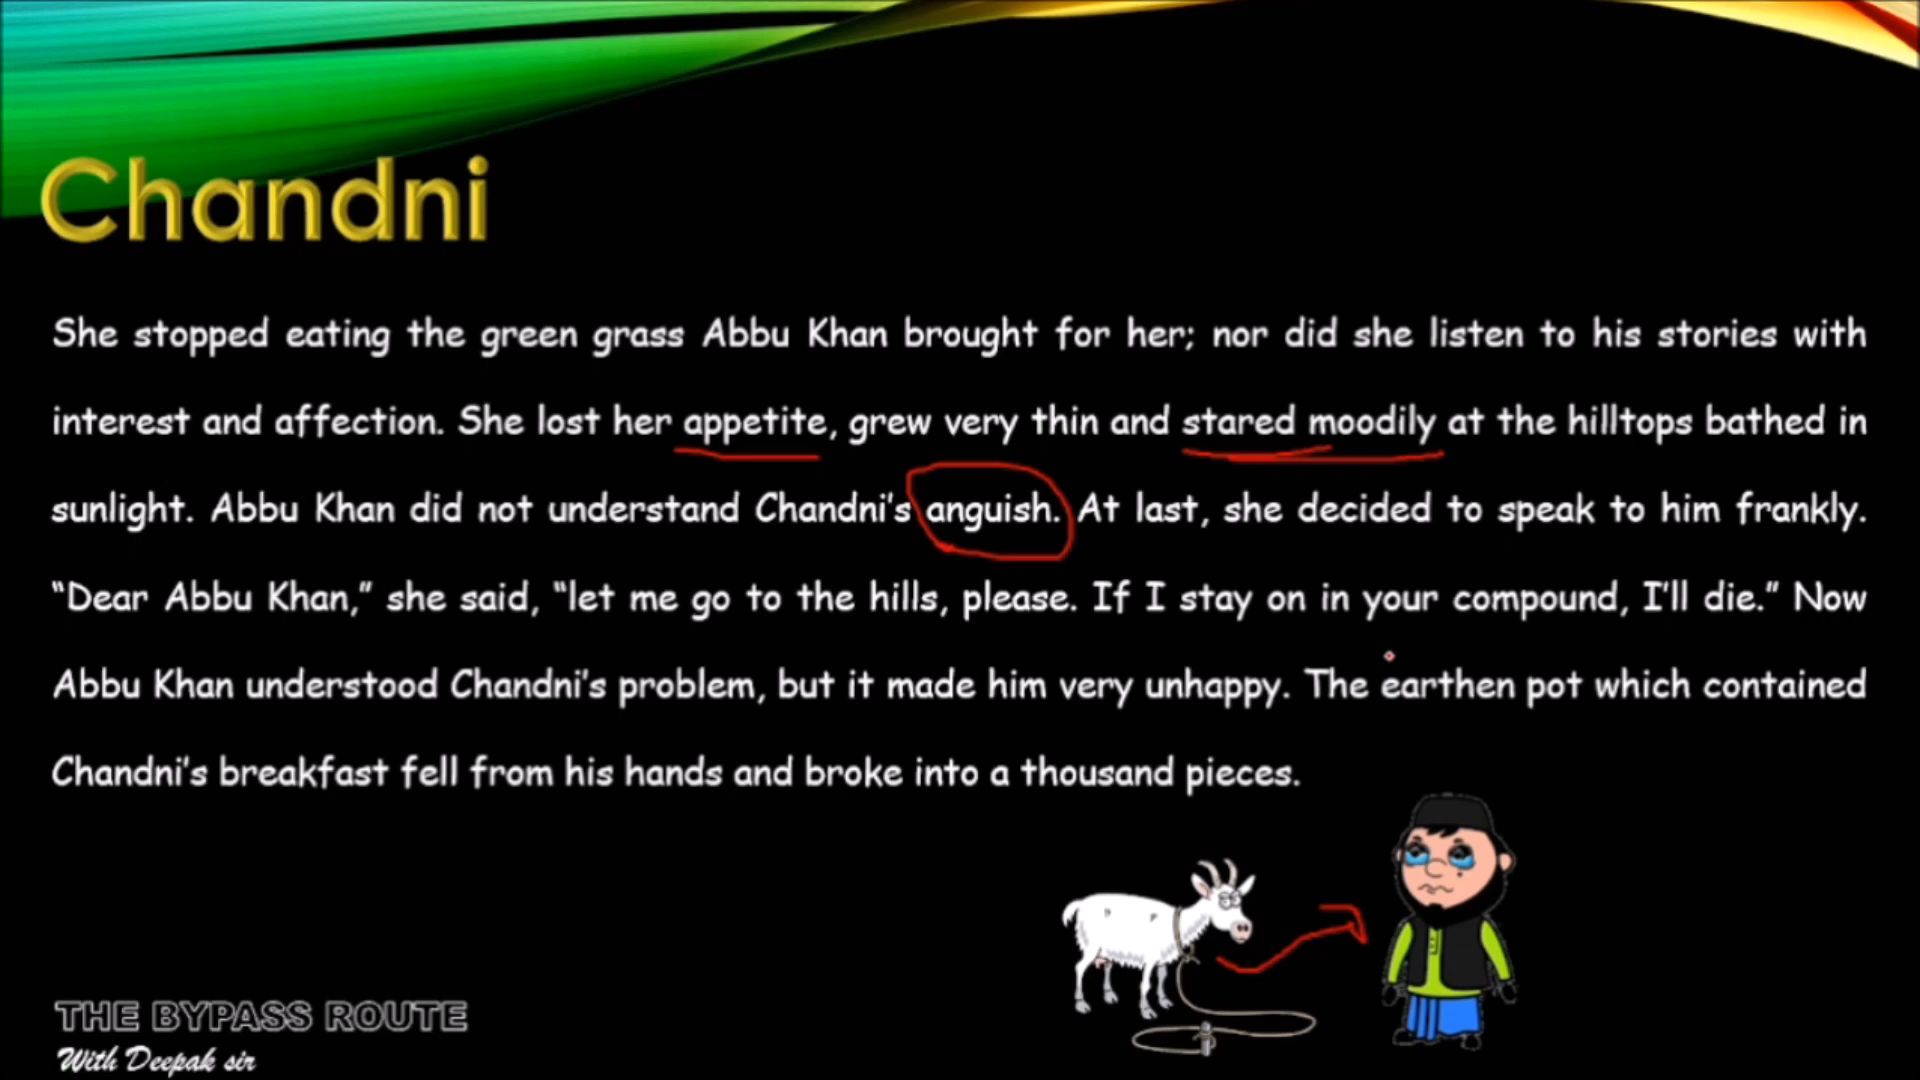 Chandni
She stopped eating the green grass Abbu Khan brought for her; nor did she listen to his stories with
interest and affection. She lost her appetite, grew very thin and stared moodily at the hilltops bathed in
sunlight. Abbu Khan did not understand Chandni’s anguish. At last, she decided to speak to him frankly.
“Dear Abbu Khan,” she said, “let me go to the hills, please. If I stay on in your compound, I’ll die.” Now
Abbu Khan understood Chandni’s problem, but it made him very unhappy. The earthen pot which contained
Chandni’s breakfast fell from his hands and broke into a thousand pieces.
THE BYPASS ROUTE
With Deepak sir